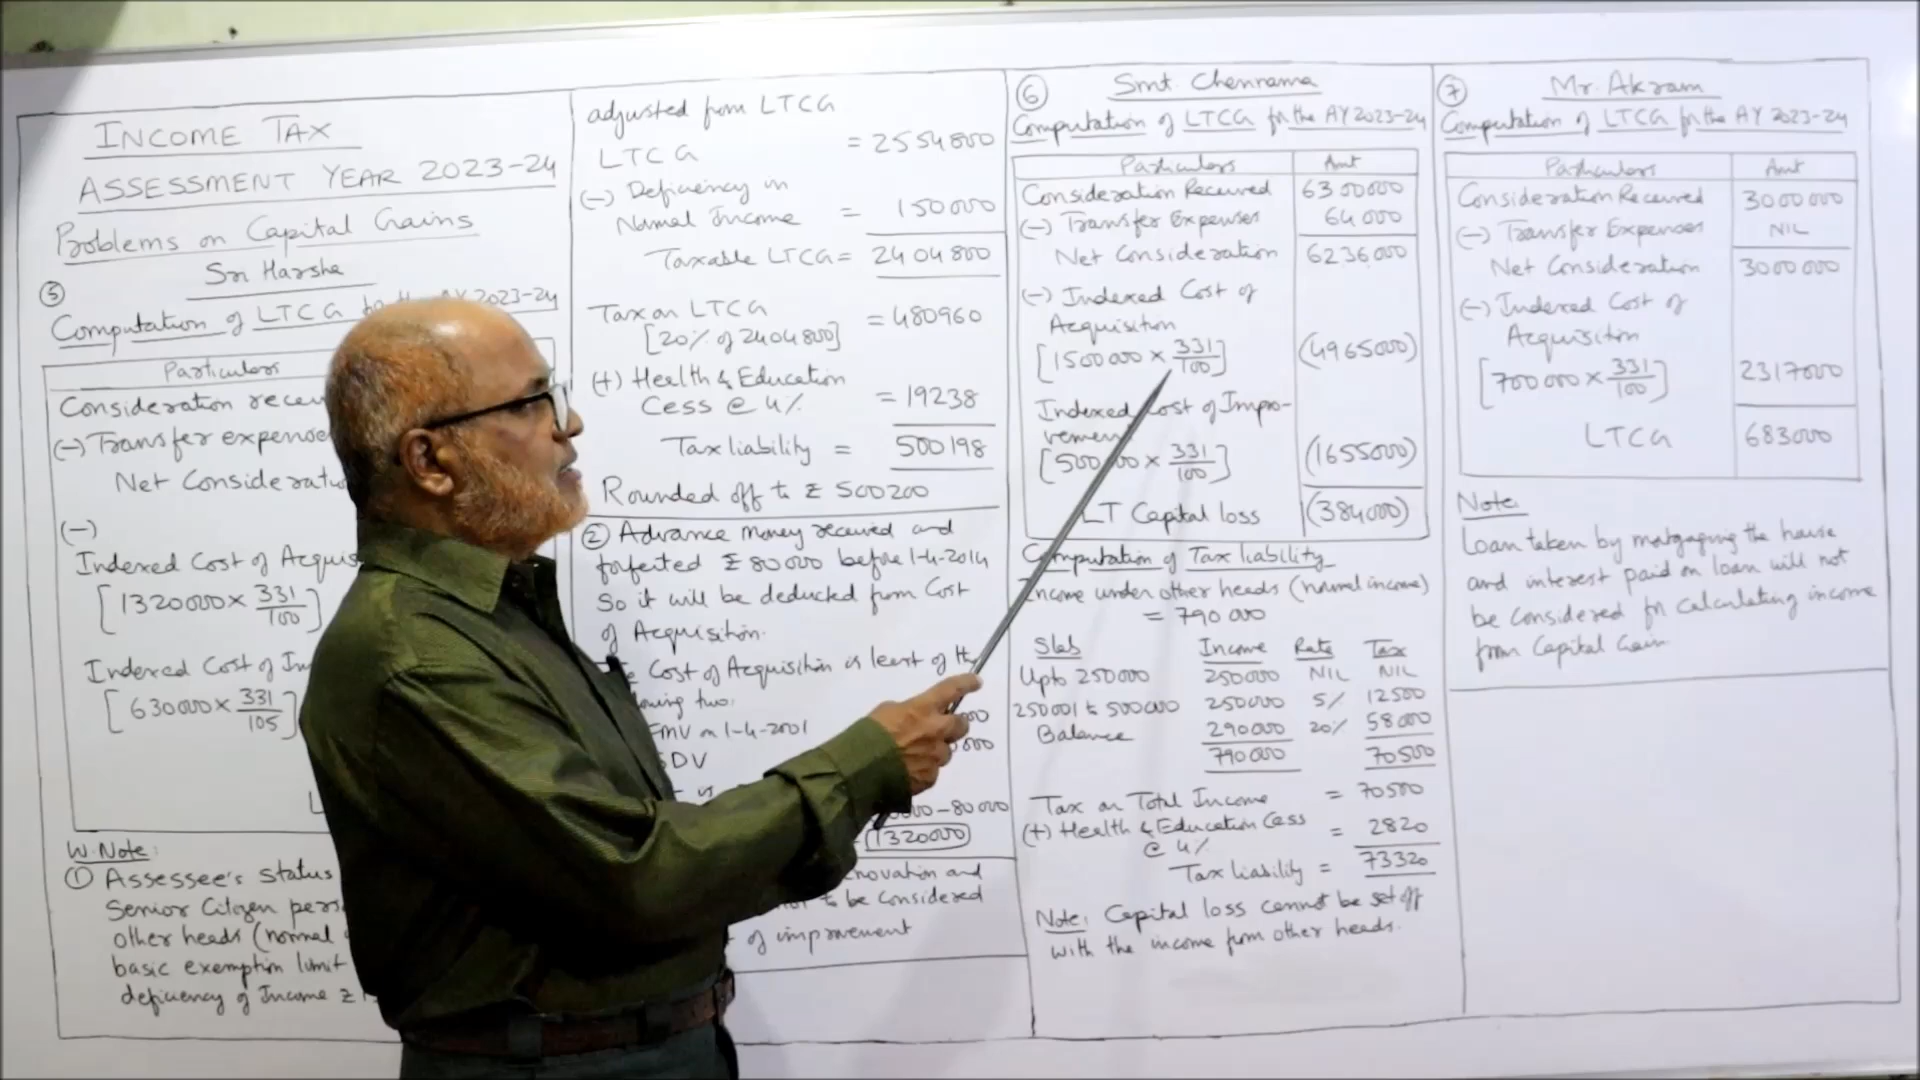 INCOME TAX
ASSESSMENT YEAR 2023-24
Problems on Capital Gains
⑤ Sri Harsha
Computation of LTCG 2023-24
Particulars
Consideration
(-) Transfer expenses
Net
(-)
Indexed Cost of
[1320000 × 331/100]
Indexed Cost of
[630000 × 331/105]
W.Note:
① Assessee's status
Senior Citizen
other heads (normal
basic exemption limit
deficiency of Income ₹
adjusted from LTCG
LTCG = 2554800
(-) Deficiency in
Normal Income = 150000
Taxable LTCG = 2404800
Tax on LTCG = 480960
[20% of 2404800]
(+) Health & Education
Cess @ 4% = 19238
Tax liability = 500198
Rounded off to ₹ 500200
② Advance money received and
forfeited ₹ 80000 before 1-4-2014
So it will be deducted from Cost
of Acquisition.
Cost of Acquisition is least of
two:
FMV on 1-4-2001
SDV
-80000
1320000
and
to be considered
of improvement
⑥ Smt. Chennama
Computation of LTCG for the AY 2023-24
Particulars Amt
Consideration Received 6300000
(-) Transfer Expenses 64000
Net Consideration 6236000
(-) Indexed Cost of
Acquisition
[1500000 × 331/100] (4965000)
Indexed Cost of Impro-
vement
[500000 × 331/100] (1655000)
LT Capital loss (384000)
Computation of Tax liability
Income under other heads (normal income)
= 790000
Slab Income Rate Tax
Upto 250000 250000 NIL NIL
250001 to 500000 250000 5% 12500
Balance 290000 20% 58000
790000 70500
Tax on Total Income = 70500
(+) Health & Education Cess = 2820
@ 4%
Tax liability = 73320
Note: Capital loss cannot be set off
with the income from other heads.
⑦ Mr. Akram
Computation of LTCG for the AY 2023-24
Particulars Amt
Consideration Received 3000000
(-) Transfer Expenses NIL
Net Consideration 3000000
(-) Indexed Cost of
Acquisition
[700000 × 331/100] 2317000
LTCG 683000
Note:
Loan taken by mortgaging the house
and interest paid on loan will not
be considered for calculating income
from Capital Gain